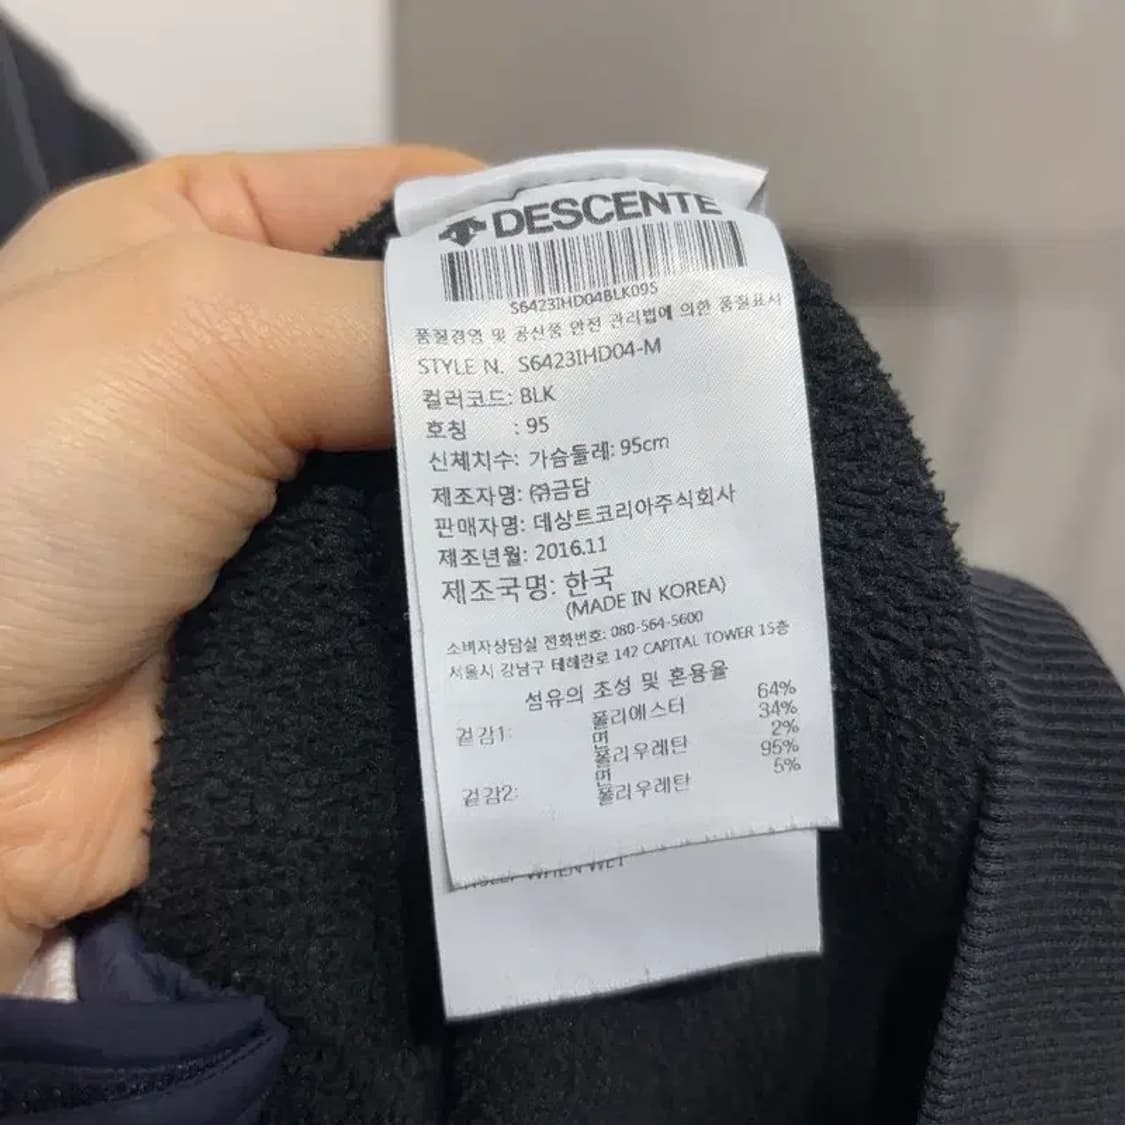 DESCENTE
S6423IHD04BLK095
품질경영 및 공산품 안전 관리법에 의한 품질표시
STYLE N. S6423IHD04-M
컬러코드: BLK
호칭 : 95
신체치수: 가슴둘레: 95cm
제조자명: ㈜금담
판매자명: 데상트코리아주식회사
제조년월: 2016.11
제조국명: 한국
(MADE IN KOREA)
소비자상담실 전화번호: 080-564-5600
서울시 강남구 테헤란로 142 CAPITAL TOWER 15층
섬유의 조성 및 혼용율
겉감1: 폴리에스터 64%
면 34%
폴리우레탄 2%
겉감2: 면 95%
폴리우레탄 5%
WHEN WET